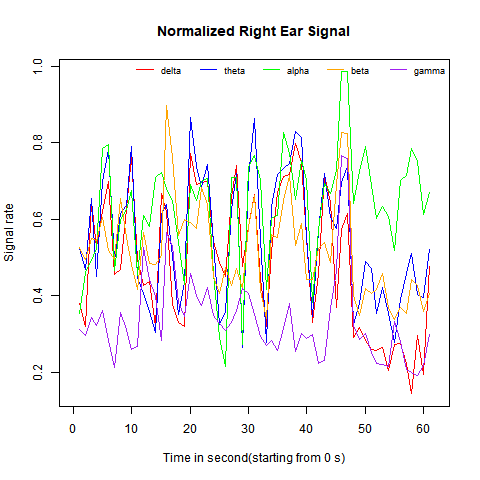 Normalized Right Ear Signal
delta theta alpha beta gamma
Signal rate
1.0
0.8
0.6
0.4
0.2
0 10 20 30 40 50 60
Time in second(starting from 0 s)